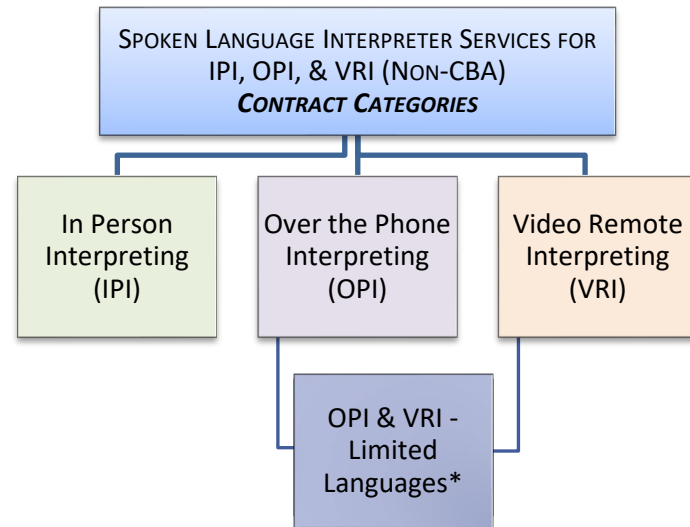 SPOKEN LANGUAGE INTERPRETER SERVICES FOR
IPI, OPI, & VRI (NON-CBA)
CONTRACT CATEGORIES
In Person
Interpreting
(IPI)
Over the Phone
Interpreting
(OPI)
Video Remote
Interpreting
(VRI)
OPI & VRI -
Limited
Languages*